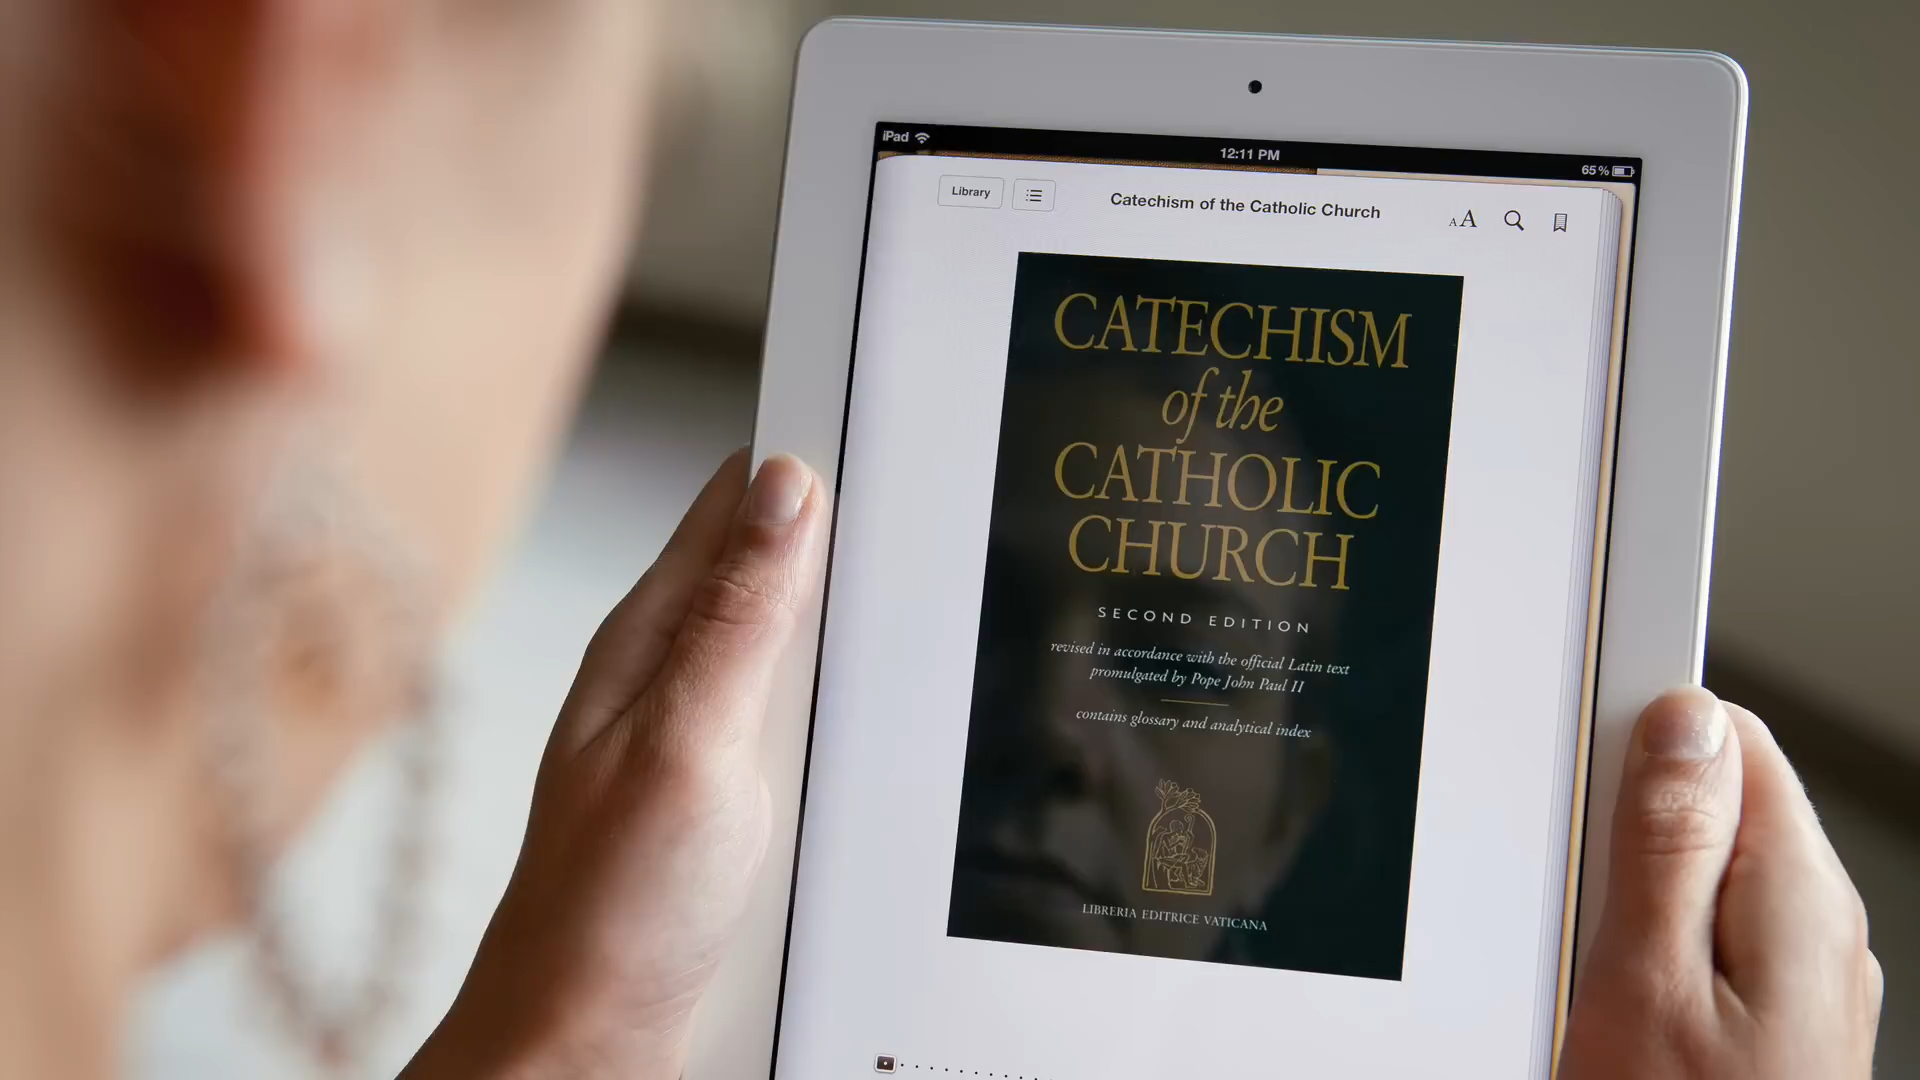 iPad
12:11 PM
65%
Library
Catechism of the Catholic Church
AA
CATECHISM
of the
CATHOLIC
CHURCH
SECOND EDITION
revised in accordance with the official Latin text
promulgated by Pope John Paul II
contains glossary and analytical index
LIBRERIA EDITRICE VATICANA